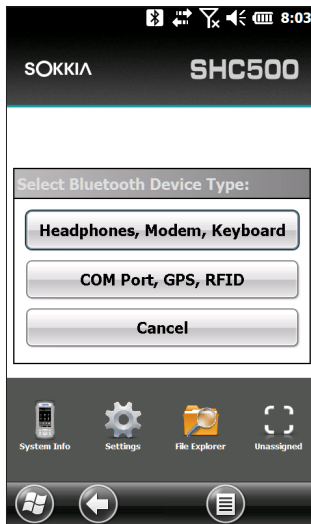 8:03
SOKKIA SHC500
Select Bluetooth Device Type:
Headphones, Modem, Keyboard
COM Port, GPS, RFID
Cancel
System Info Settings File Explorer Unassigned